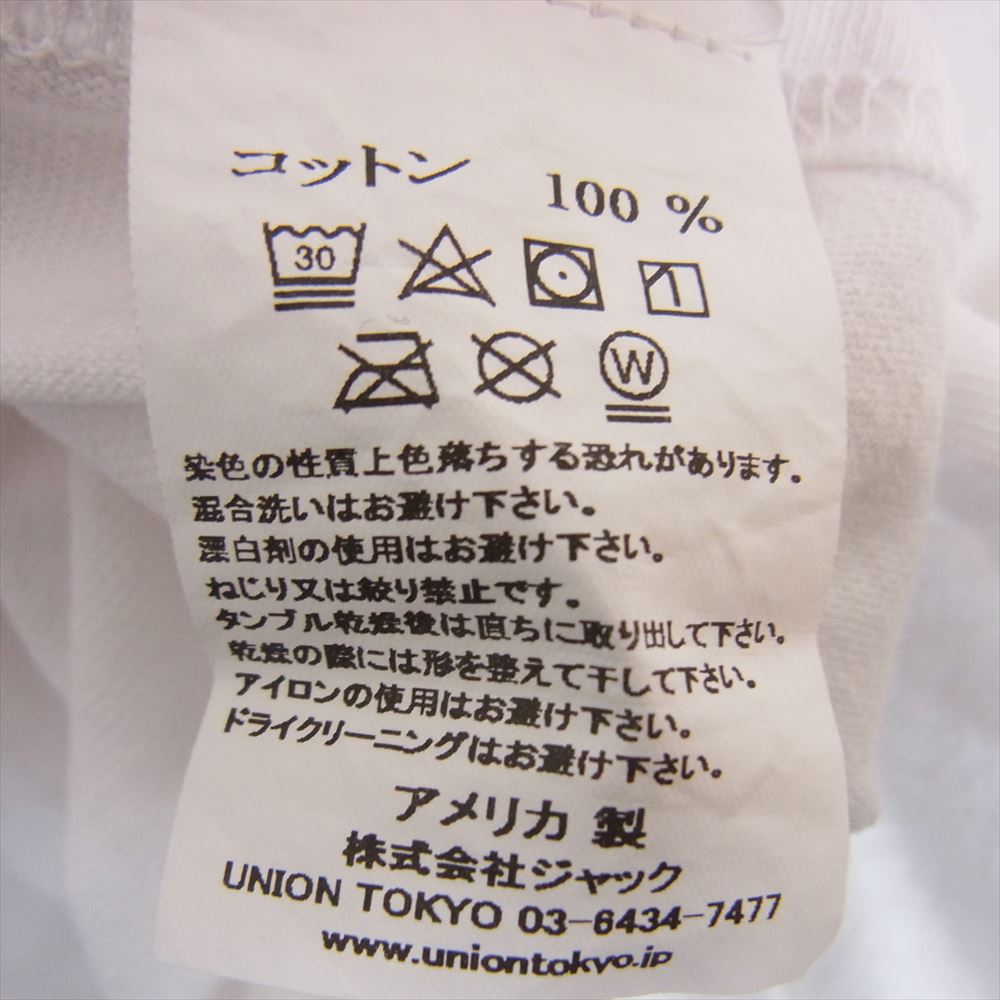 コットン 100 %
30
W
染色の性質上色落ちする恐れがあります。
混合洗いはお避け下さい。
漂白剤の使用はお避け下さい。
ねじり又は絞り禁止です。
タンブル乾燥後は直ちに取り出して下さい。
乾燥の際には形を整えて干して下さい。
アイロンの使用はお避け下さい。
ドライクリーニングはお避け下さい。
アメリカ 製
株式会社ジャック
UNION TOKYO 03-6434-7477
www.uniontokyo.jp